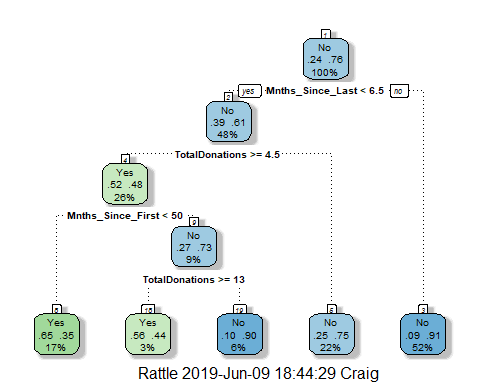 1
No
.24 .76
100%
yes Mnths_Since_Last < 6.5 no
2
No
.39 .61
48%
TotalDonations >= 4.5
4
Yes
.52 .48
26%
Mnths_Since_First < 50
9
No
.27 .73
9%
TotalDonations >= 13
19 3
Yes Yes No No No
.65 .35 .56 .44 .10 .90 .25 .75 .09 .91
17% 3% 6% 22% 52%
Rattle 2019-Jun-09 18:44:29 Craig